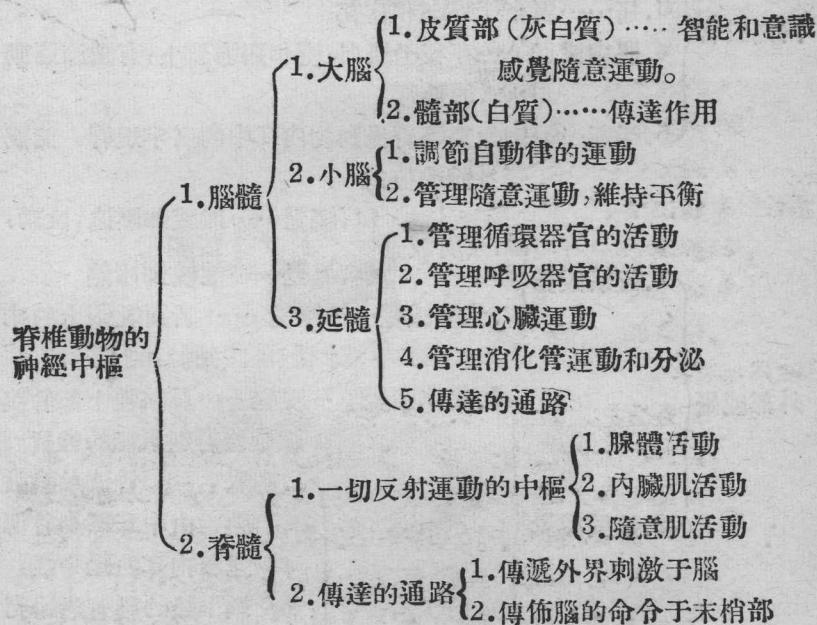 1.皮質部(灰白質)‥‥‥智能和意識
1.大腦
感覺隨意運動。
2.髓部(白質)……傳達作用
1.調節自動律的運動
2.小腦
2.管理隨意運動,維持平衡
1.腦髓
1.管理循環器官的活動
2.管理呼吸器官的活動
3.延髓
3.管理心臟運動
4.管理消化管運動和分泌
5.傳達的通路
脊椎動物的
神經中樞
1.腺體活動
1.一切反射運動的中樞
2.內臟肌活動
3.隨意肌活動
2.脊髓
1.傳遞外界刺激于腦
2.傳達的通路
2.傳佈腦的命令于末梢部